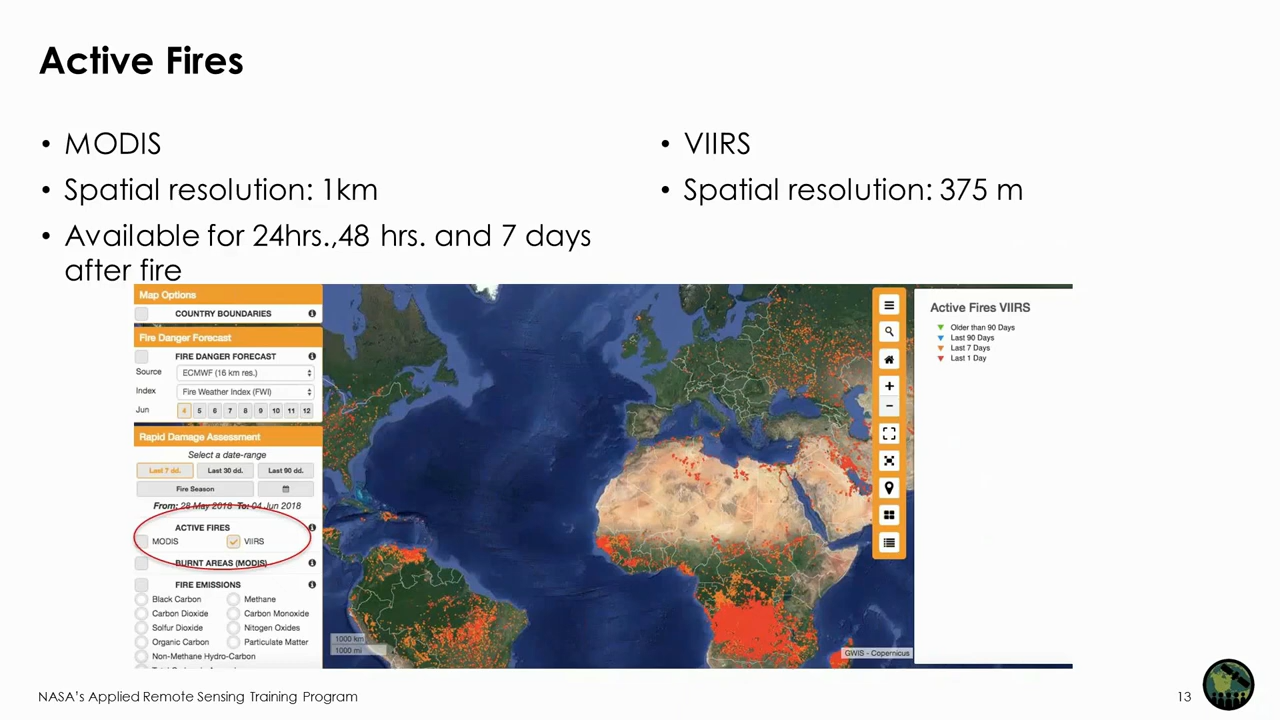 Active Fires
• MODIS
• Spatial resolution: 1km
• Available for 24hrs.,48 hrs. and 7 days
after fire
• VIIRS
• Spatial resolution: 375 m
Map Options
COUNTRY BOUNDARIES
Fire Danger Forecast
FIRE DANGER FORECAST
Source ECMWF (16 km res.)
Index Fire Weather Index (FWI)
Jun 4 5 6 7 8 9 10 11 12
Rapid Damage Assessment
Select a date-range
Last 7 dd. Last 30 dd. Last 90 dd.
Fire Season
From: 28 May 2018 To: 04 Jun 2018
ACTIVE FIRES
MODIS VIIRS
BURNT AREAS (MODIS)
FIRE EMISSIONS
Black Carbon Methane
Carbon Dioxide Carbon Monoxide
Solfur Dioxide Nitogen Oxides
Organic Carbon Particulate Matter
Non-Methane Hydro-Carbon
1000 km
1000 mi
GWIS - Copernicus
Active Fires VIIRS
Older than 90 Days
Last 90 Days
Last 7 Days
Last 1 Day
NASA's Applied Remote Sensing Training Program
13